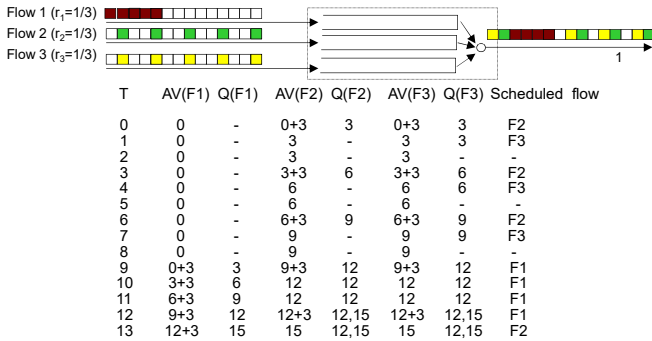 Flow 1 (r1=1/3)
Flow 2 (r2=1/3)
Flow 3 (r3=1/3)
1
T AV(F1) Q(F1) AV(F2) Q(F2) AV(F3) Q(F3) Scheduled flow
0 0 - 0+3 3 0+3 3 F2
1 0 - 3 - 3 3 F3
2 0 - 3 - 3 - -
3 0 - 3+3 6 3+3 6 F2
4 0 - 6 - 6 6 F3
5 0 - 6 - 6 - -
6 0 - 6+3 9 6+3 9 F2
7 0 - 9 - 9 9 F3
8 0 - 9 - 9 - -
9 0+3 3 9+3 12 9+3 12 F1
10 3+3 6 12 12 12 12 F1
11 6+3 9 12 12 12 12 F1
12 9+3 12 12+3 12,15 12+3 12,15 F1
13 12+3 15 15 12,15 15 12,15 F2